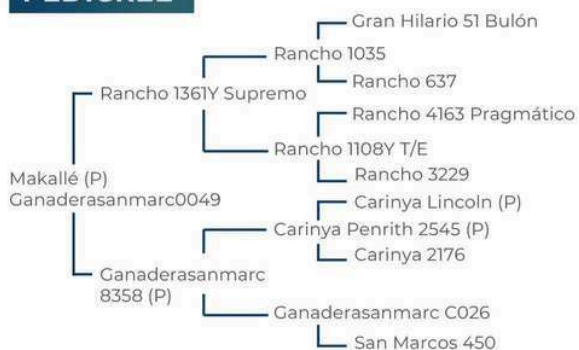 Gran Hilario 51 Bulón
Rancho 1035
Rancho 637
Rancho 1361Y Supremo
Rancho 4163 Pragmático
Rancho 1108Y T/E
Rancho 3229
Makallé (P)
Ganaderasanmarc0049
Carinya Lincoln (P)
Carinya Penrith 2545 (P)
Carinya 2176
Ganaderasanmarc
8358 (P)
Ganaderasanmarc C026
San Marcos 450